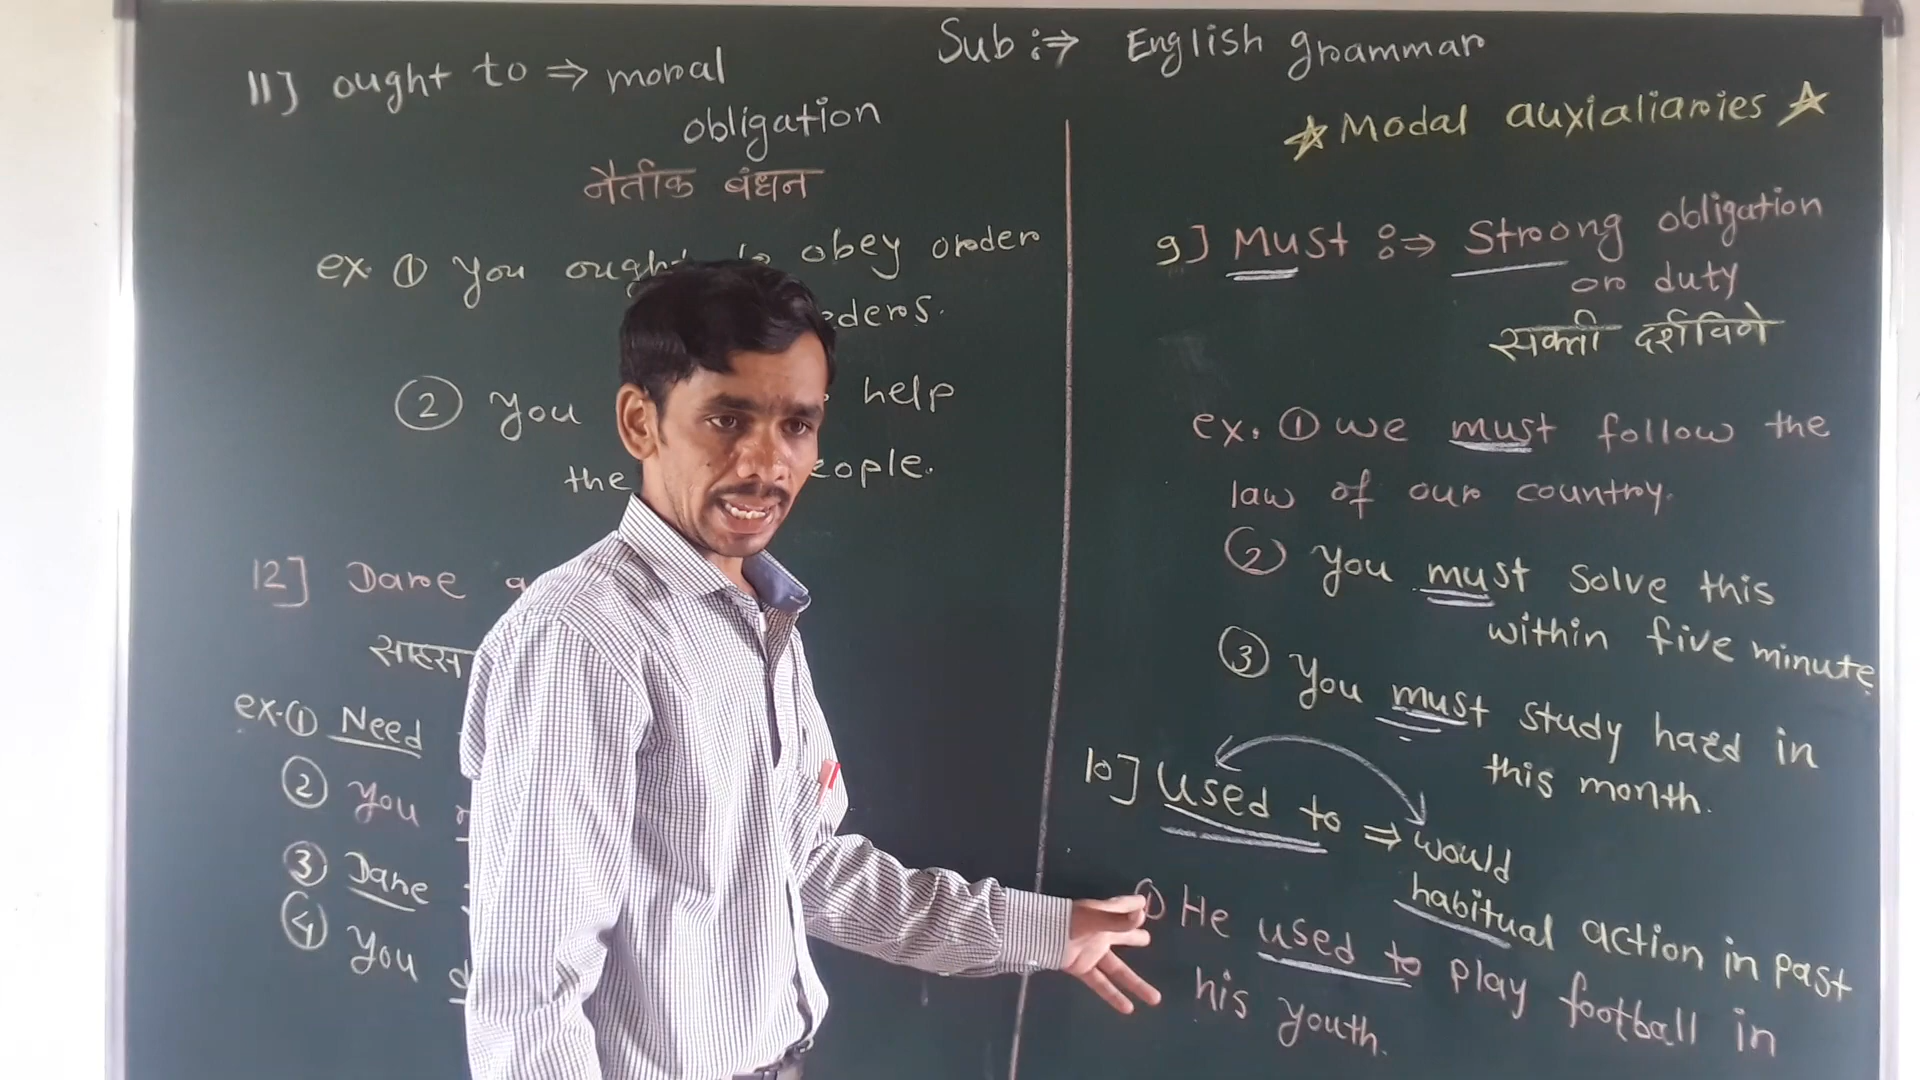 Sub :⇒ English grammar
☆ Modal auxialiaries ☆
11] ought to ⇒ moral
obligation
नैतीक बंधन
ex. ① You ought to obey order
ders.
② You help
the people.
12] Dare
साहस
ex. ① Need
② You
③ Dare
④ You
9] Must :⇒ Strong obligation
or duty
सक्ती दर्शविणे
ex. ① we must follow the
law of our country.
② You must solve this
within five minute.
③ You must study hard in
this month.
10] Used to ⇒ would
habitual action in past
① He used to play football in
his youth.